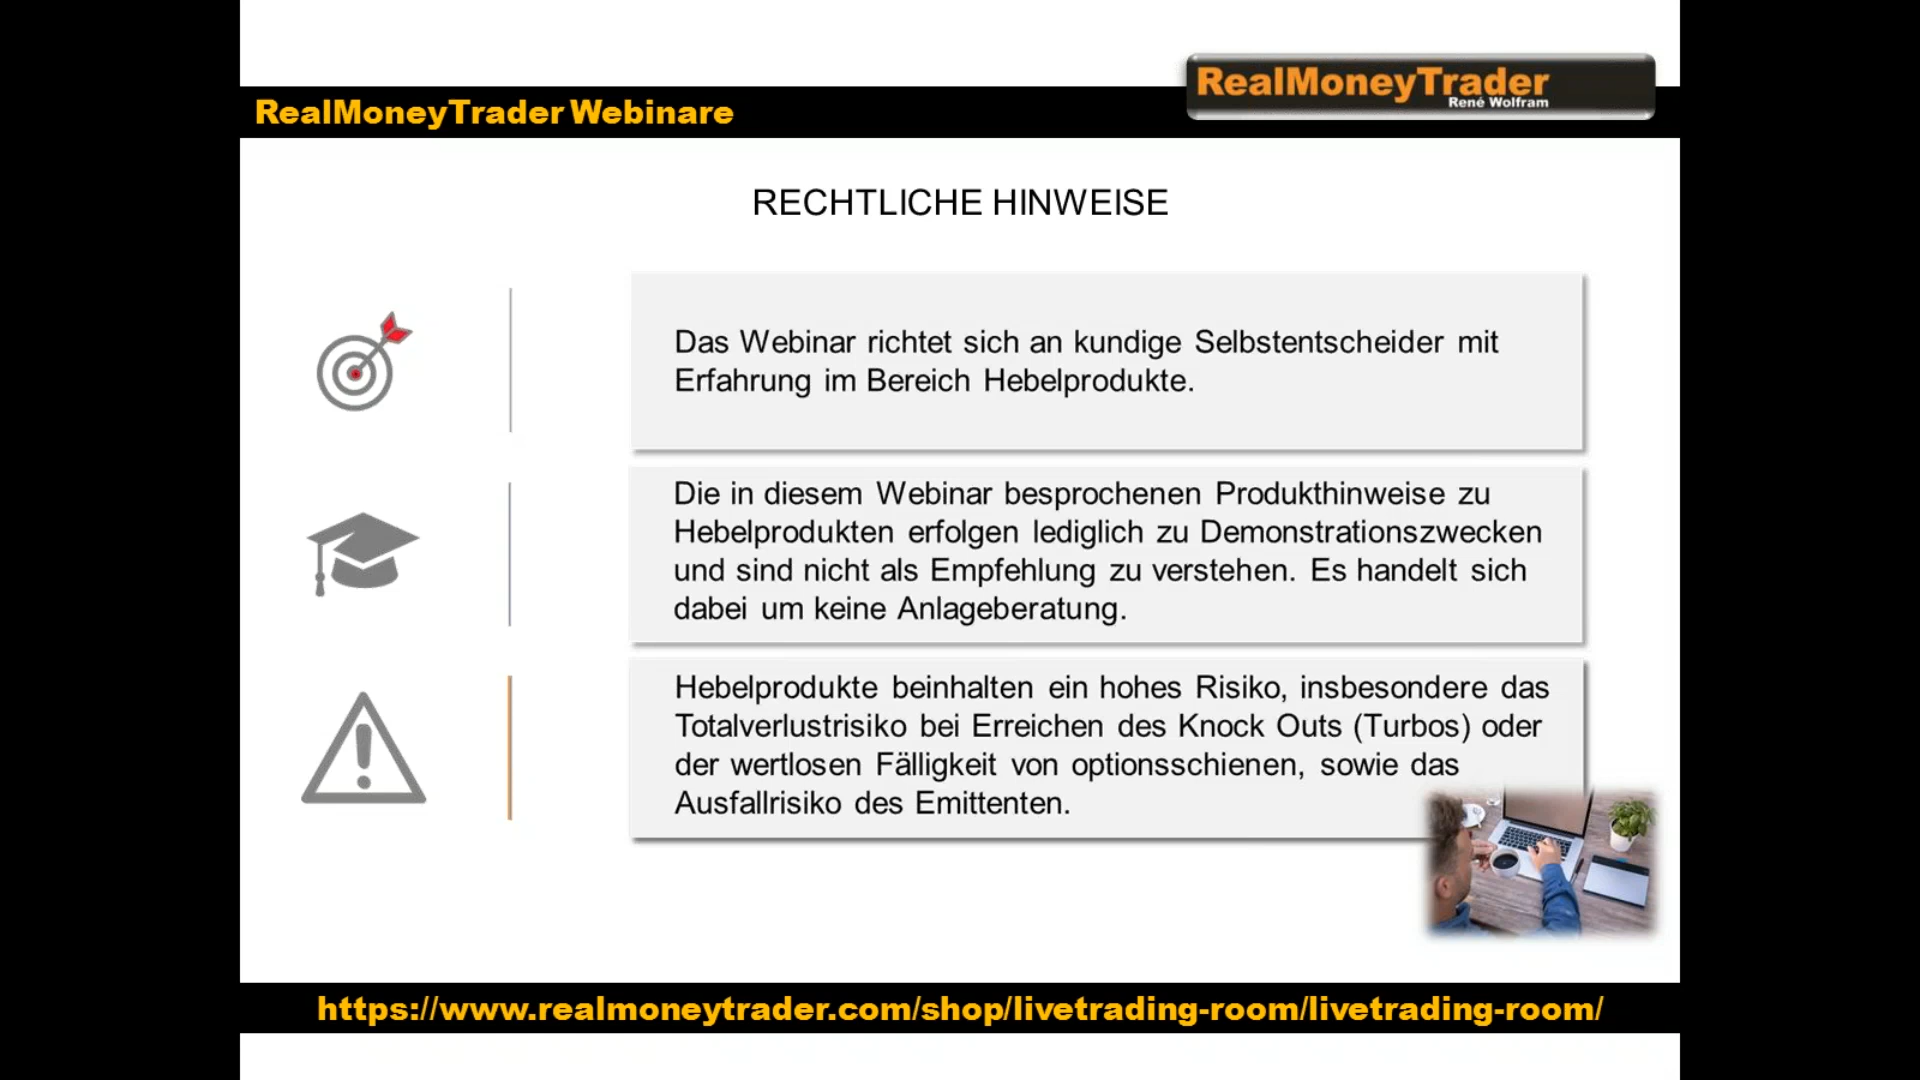 RealMoneyTrader
René Wolfram
RealMoneyTrader Webinare
RECHTLICHE HINWEISE
Das Webinar richtet sich an kundige Selbstentscheider mit
Erfahrung im Bereich Hebelprodukte.
Die in diesem Webinar besprochenen Produkthinweise zu
Hebelprodukten erfolgen lediglich zu Demonstrationszwecken
und sind nicht als Empfehlung zu verstehen. Es handelt sich
dabei um keine Anlageberatung.
Hebelprodukte beinhalten ein hohes Risiko, insbesondere das
Totalverlustrisiko bei Erreichen des Knock Outs (Turbos) oder
der wertlosen Fälligkeit von optionsschienen, sowie das
Ausfallrisiko des Emittenten.
https://www.realmoneytrader.com/shop/livetrading-room/livetrading-room/